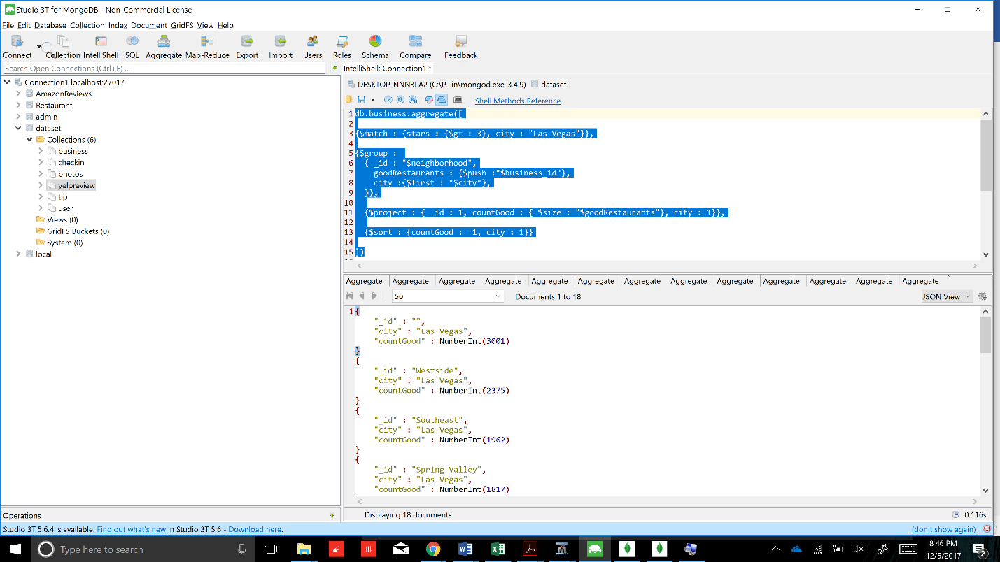 Studio 3T for MongoDB - Non-Commercial License
File Edit Database Collection Index Document GridFS View Help
Connect Collection IntelliShell SQL Aggregate Map-Reduce Export Import Users Roles Schema Compare Feedback
Search Open Connections (Ctrl+F) ...
IntelliShell: Connection1
Connection1 localhost:27017
AmazonReviews
Restaurant
admin
dataset
Collections (6)
business
checkin
photos
yelpreview
tip
user
Views (0)
GridFS Buckets (0)
System (0)
local
DESKTOP-NNN3LA2 (C:\P...in\mongod.exe-3.4.9) dataset
Shell Methods Reference
1 db.business.aggregate([
2
3 {$match : {stars : {$gt : 3}, city : "Las Vegas"}},
4
5 {$group :
6 { _id : "$neighborhood",
7 goodRestaurants : {$push :"$business_id"},
8 city :{$first : "$city"},
9 }},
10
11 {$project : { _id : 1, countGood : { $size : "$goodRestaurants"}, city : 1}},
12
13 {$sort : {countGood : -1, city : 1}}
14
15 ])
Aggregate Aggregate Aggregate Aggregate Aggregate Aggregate Aggregate Aggregate Aggregate Aggregate Aggregate Aggregate Aggregate
50 Documents 1 to 18 JSON View
1 {
"_id" : "",
"city" : "Las Vegas",
"countGood" : NumberInt(3001)
}
{
"_id" : "Westside",
"city" : "Las Vegas",
"countGood" : NumberInt(2375)
}
{
"_id" : "Southeast",
"city" : "Las Vegas",
"countGood" : NumberInt(1962)
}
{
"_id" : "Spring Valley",
"city" : "Las Vegas",
"countGood" : NumberInt(1817)
Operations
Displaying 18 documents 0.116s
Studio 3T 5.6.4 is available. Find out what's new in Studio 3T 5.6 - Download here. (don't show again)
Type here to search
8:46 PM
12/5/2017
2